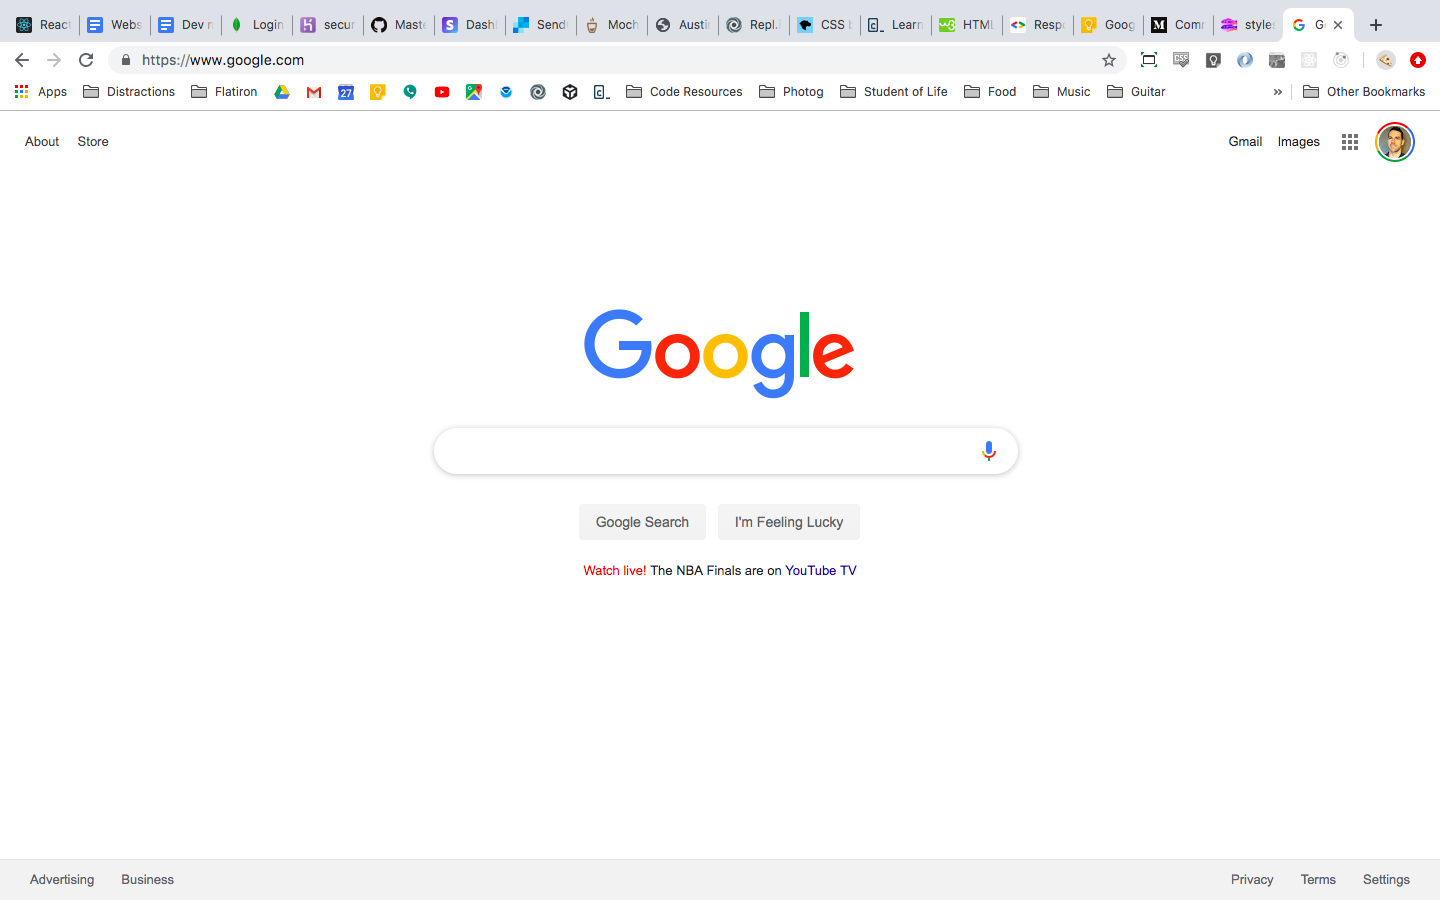 React Webs Dev n Login secur Maste Dash Send Moch Austi Repl. CSS b Learn HTML Resp Goog M Comr style G
https://www.google.com
Apps Distractions Flatiron 27 Code Resources Photog Student of Life Food Music Guitar » Other Bookmarks
About Store Gmail Images
Google
Google Search I'm Feeling Lucky
Watch live! The NBA Finals are on YouTube TV
Advertising Business Privacy Terms Settings